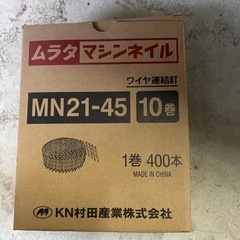 ムラタマシンネイル
ワイヤ連結釘
MN21-45 10巻
1巻 400本
MADE IN CHINA
KN村田産業株式会社